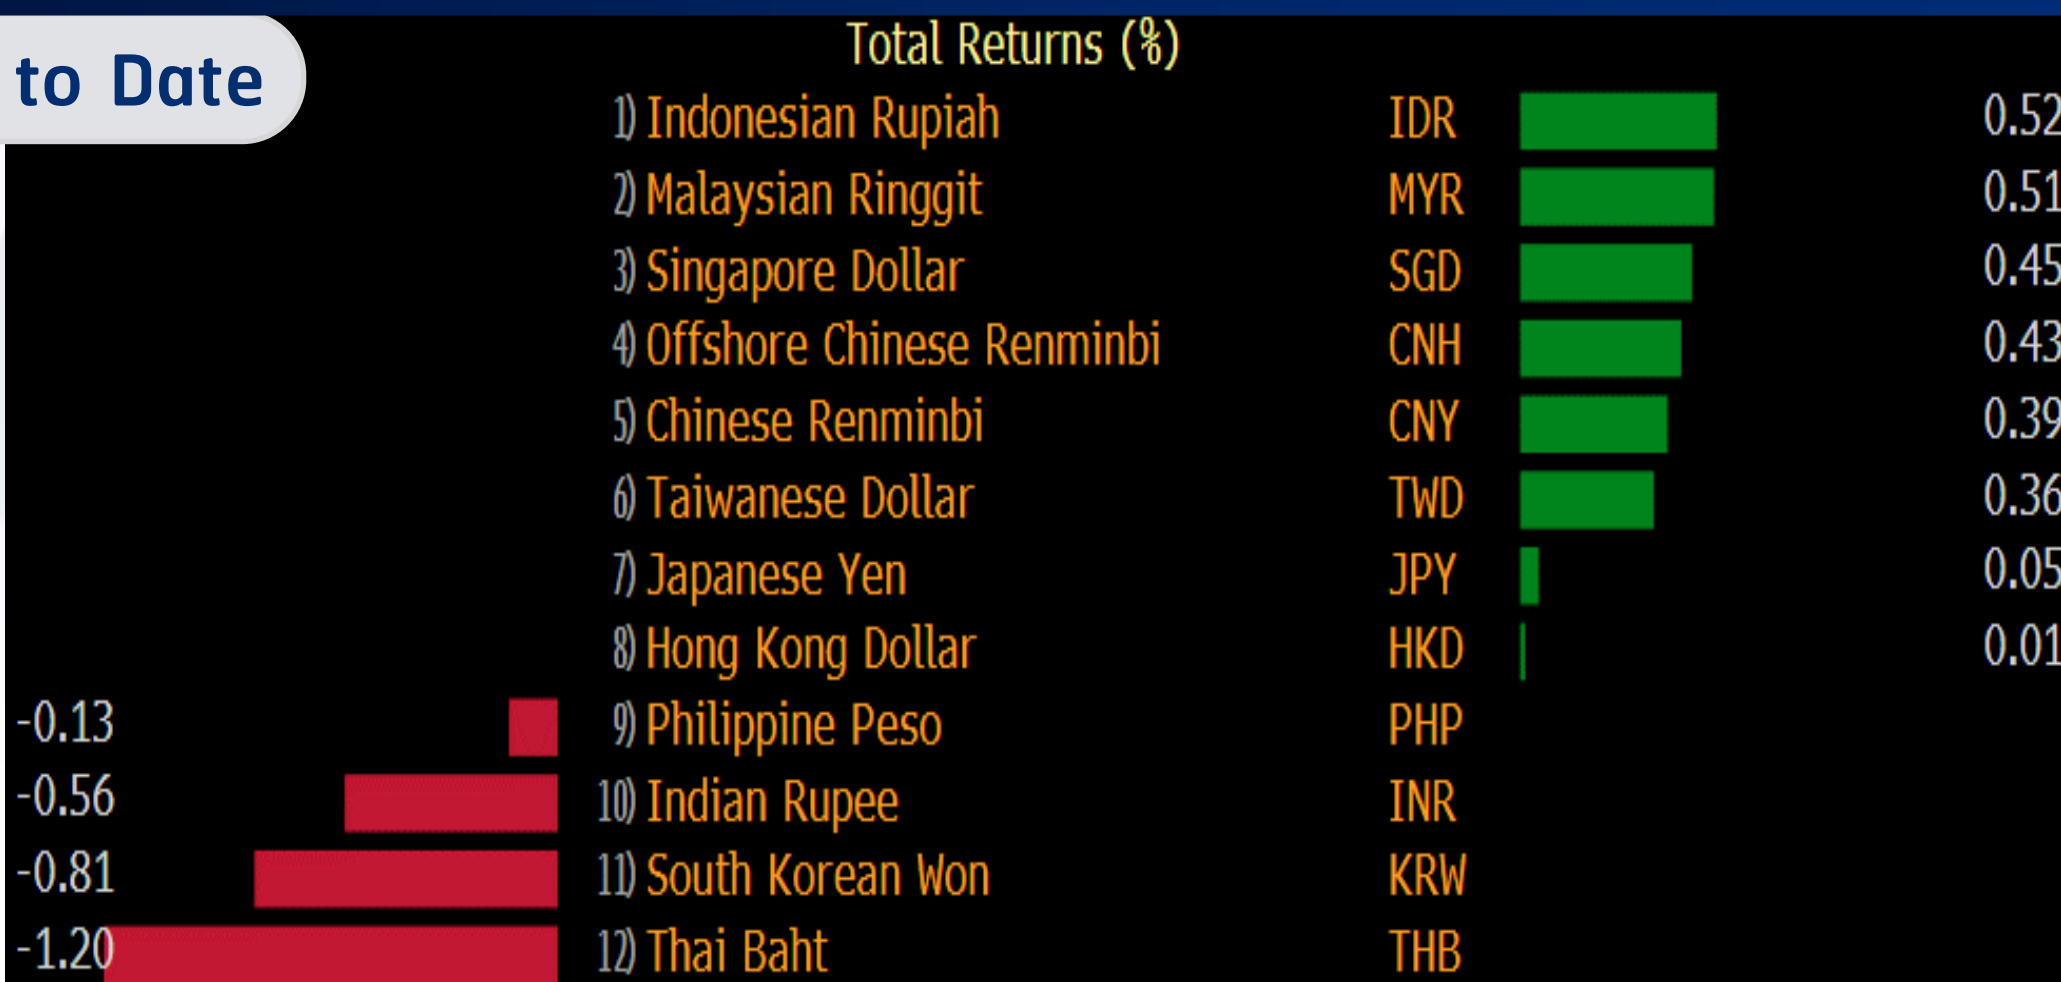 to Date
Total Returns (%)
1) Indonesian Rupiah IDR 0.52
2) Malaysian Ringgit MYR 0.51
3) Singapore Dollar SGD 0.45
4) Offshore Chinese Renminbi CNH 0.43
5) Chinese Renminbi CNY 0.39
6) Taiwanese Dollar TWD 0.36
7) Japanese Yen JPY 0.05
8) Hong Kong Dollar HKD 0.01
-0.13 9) Philippine Peso PHP
-0.56 10) Indian Rupee INR
-0.81 11) South Korean Won KRW
-1.20 12) Thai Baht THB